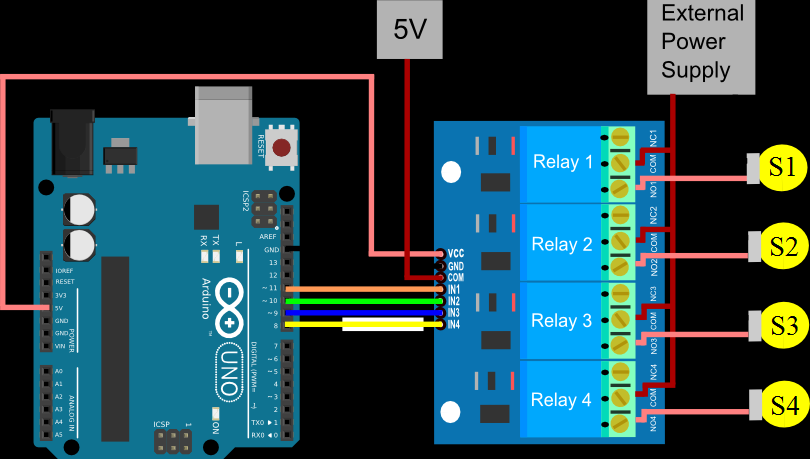 5V
External
Power
Supply
RESET
ICSP2
AREF
GND
13
12
~ 11
~ 10
~ 9
8
7
~ 6
~ 5
4
~ 3
2
TX0 ▸ 1
RX0 ◂ 0
DIGITAL (PWM=
RX
TX
L
Arduino
™
UNO
ON
ICSP
1
IOREF
RESET
3V3
5V
GND
GND
VIN
POWER
A0
A1
A2
A3
A4
A5
ANALOG IN
VCC
GND
COM
IN1
IN2
IN3
IN4
Relay 1
Relay 2
Relay 3
Relay 4
NC1
COM
NO1
NC2
COM
NO2
NC3
COM
NO3
NC4
COM
NO4
S1
S2
S3
S4